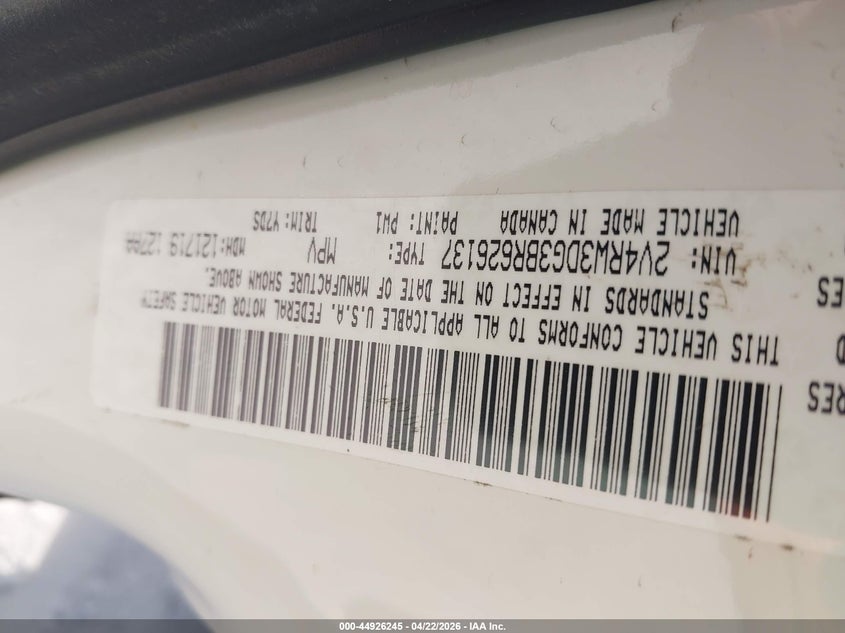 THIS VEHICLE CONFORMS TO ALL APPLICABLE U.S.A. FEDERAL MOTOR VEHICLE SAFETY
STANDARDS IN EFFECT ON THE DATE OF MANUFACTURE SHOWN ABOVE.
VIN: 2V4RW3DG3BR626137 TYPE: MPV MDH: 121719 127AA
VEHICLE MADE IN CANADA PAINT: PW1 TRIM: Y7DS
000-44926245 - 04/22/2026 - IAA Inc.